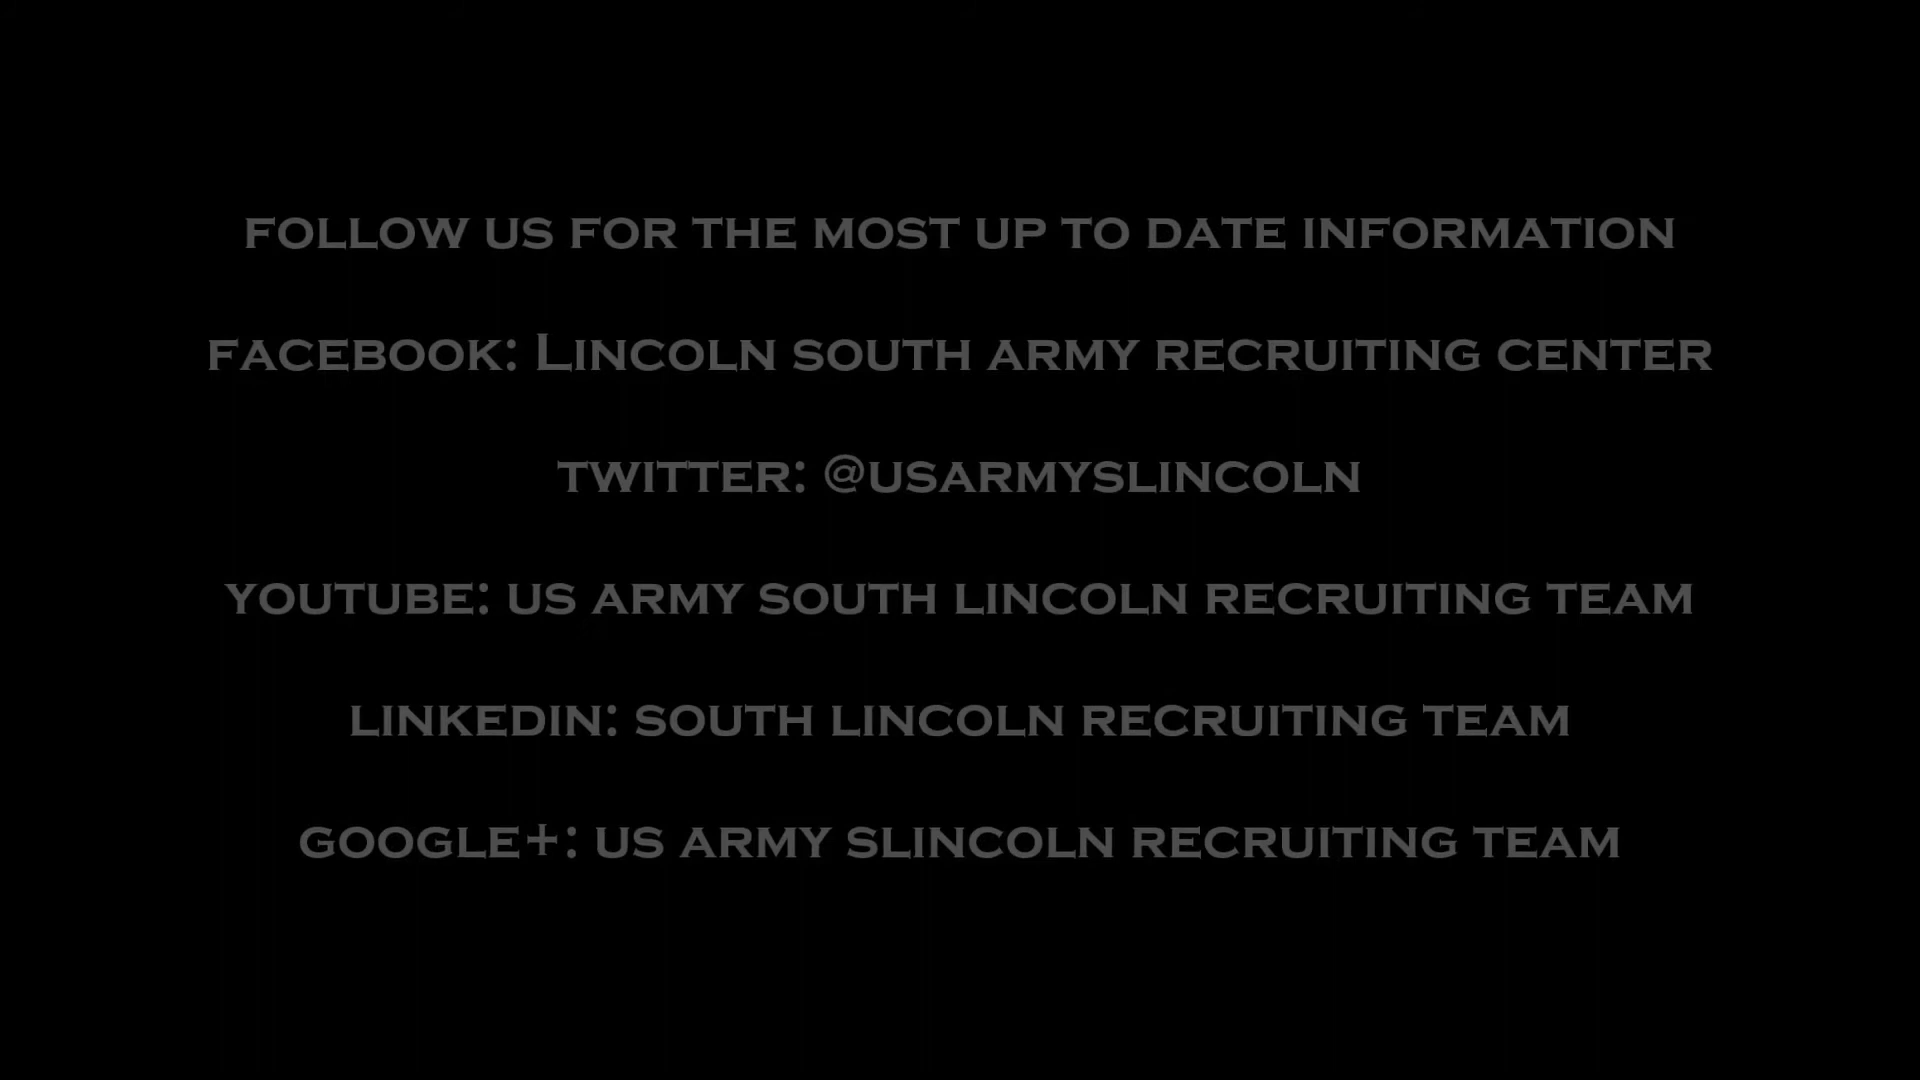 FOLLOW US FOR THE MOST UP TO DATE INFORMATION
FACEBOOK: LINCOLN SOUTH ARMY RECRUITING CENTER
TWITTER: @USARMYSLINCOLN
YOUTUBE: US ARMY SOUTH LINCOLN RECRUITING TEAM
LINKEDIN: SOUTH LINCOLN RECRUITING TEAM
GOOGLE+: US ARMY SLINCOLN RECRUITING TEAM